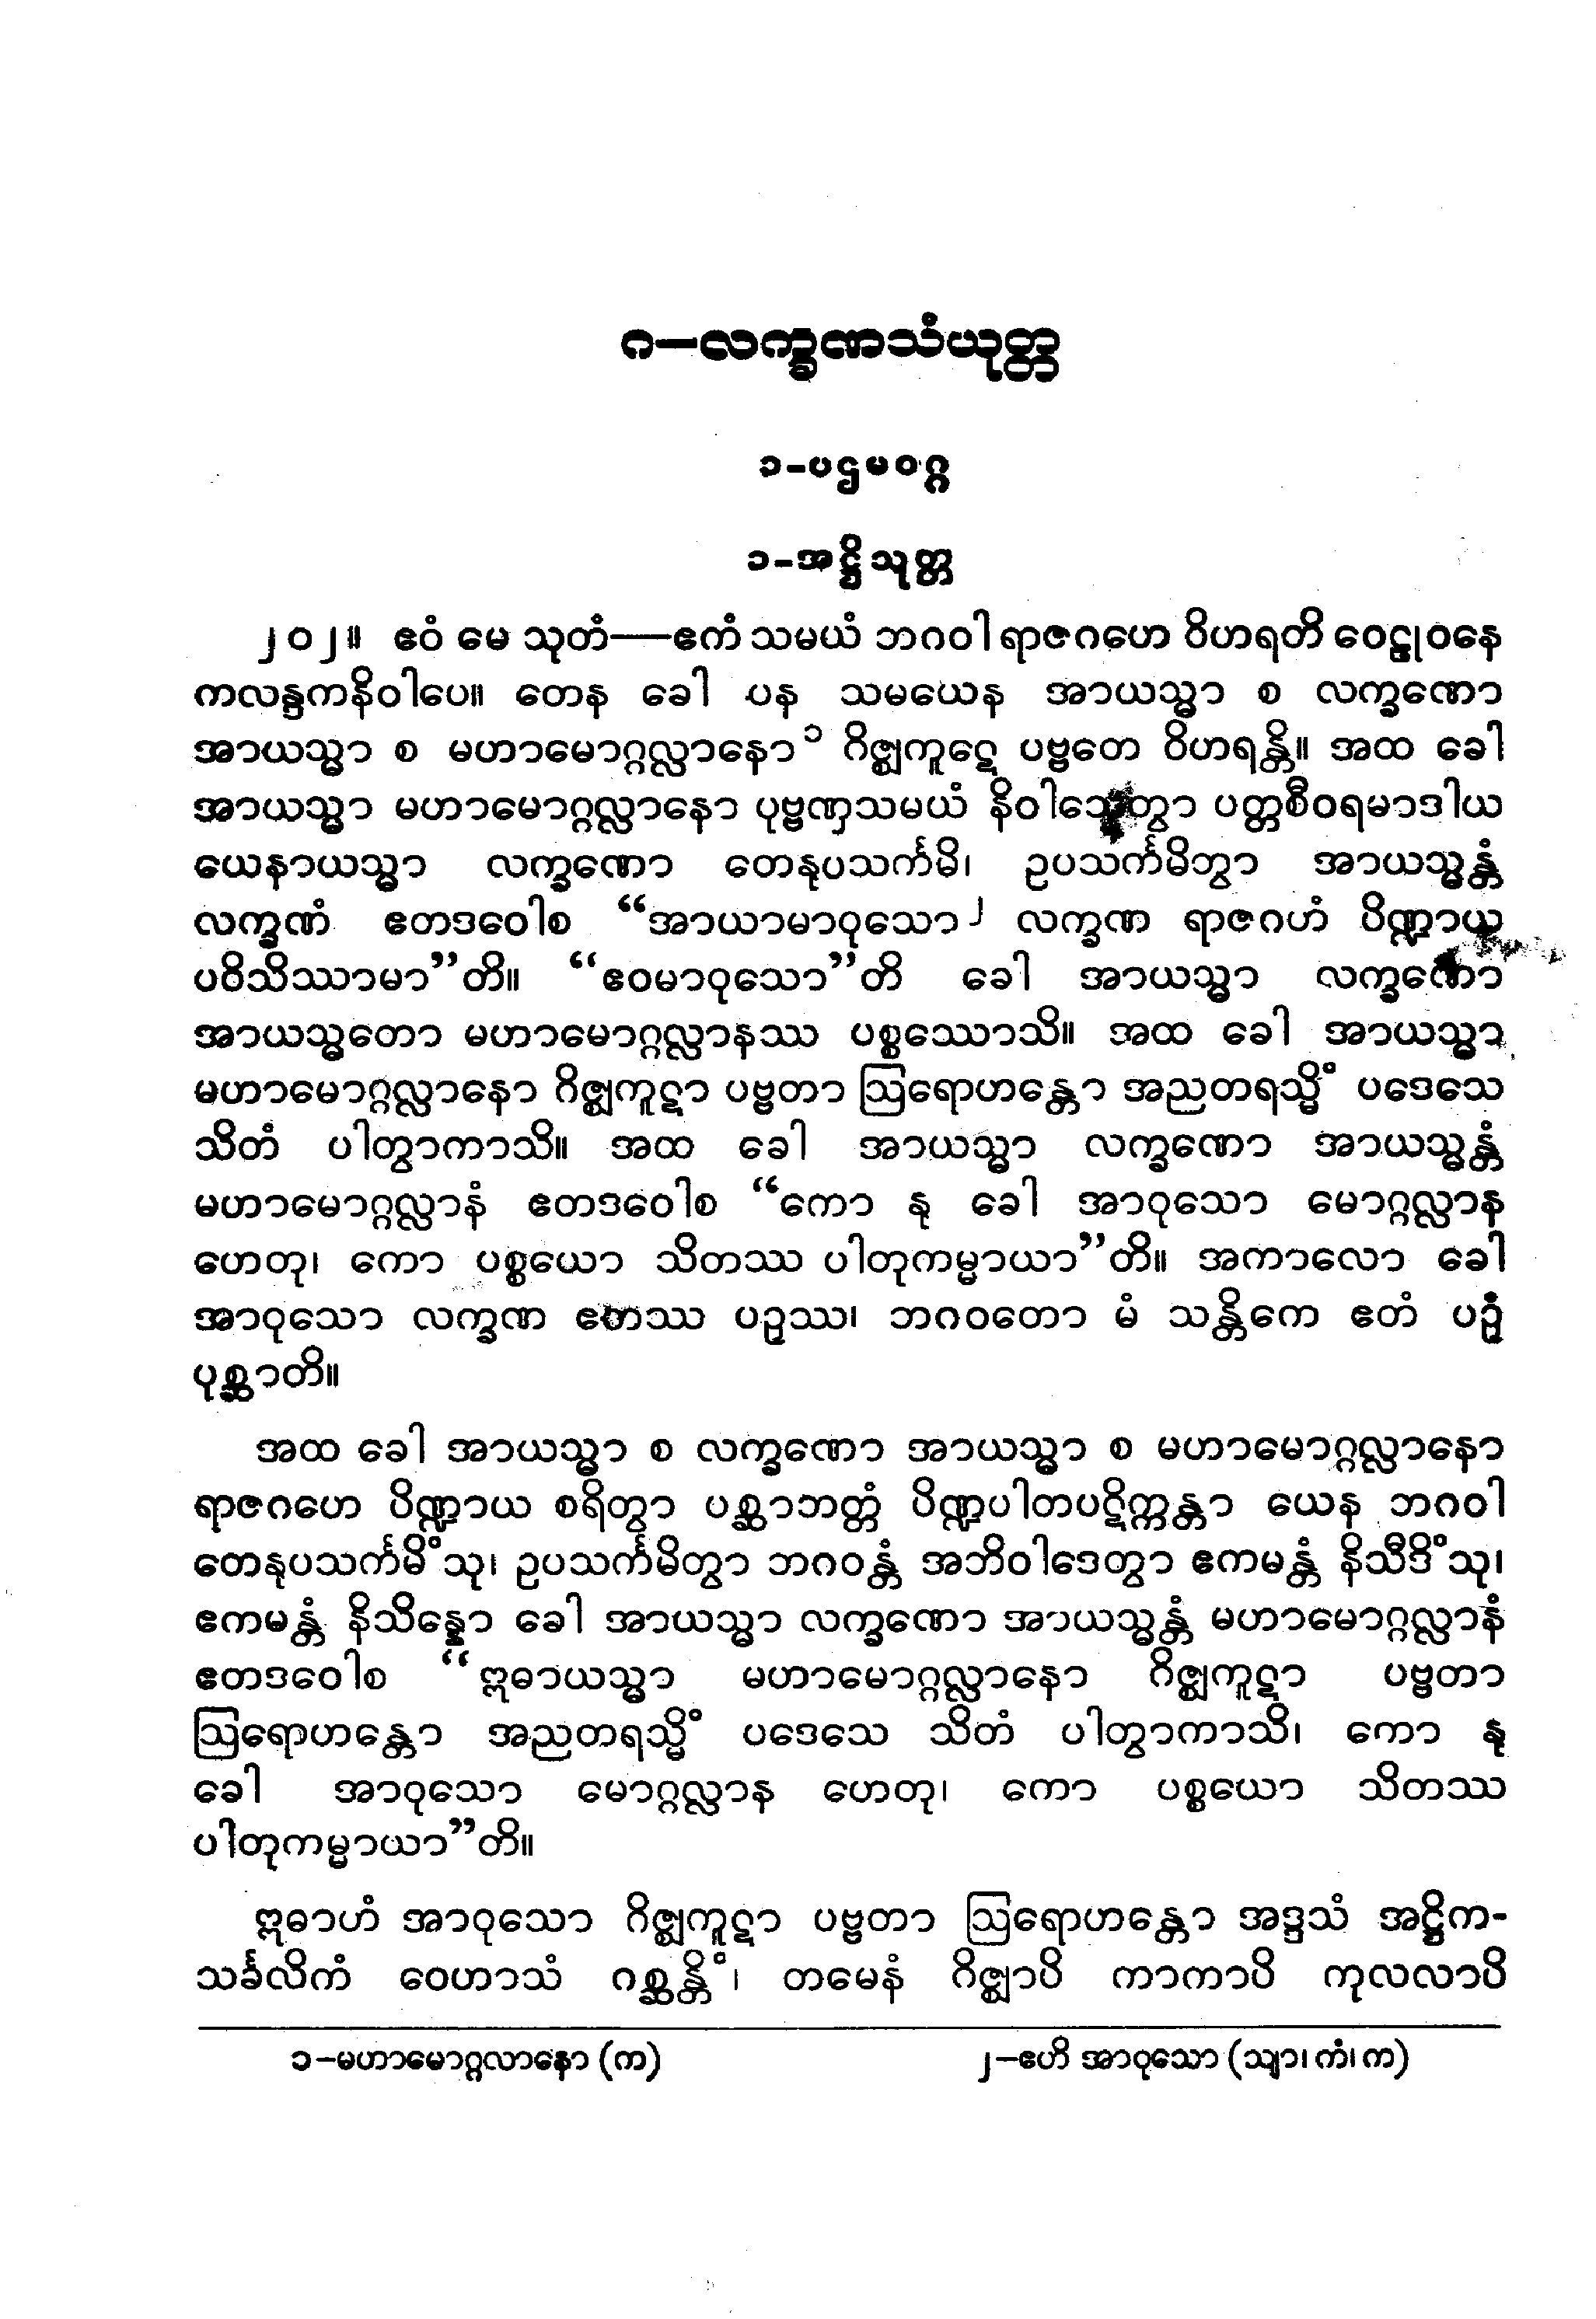 ဂ—လက္ခဏသံယုတ္တ
၁-ပဌမဝဂ္ဂ
၁-အဋ္ဌိသုတ္တ
၂၀၂။ ဧဝံ မေ သုတံ—ဧကံ သမယံ ဘဂဝါ ရာဇဂဟေ ဝိဟရတိ ဝေဠုဝနေ
ကလန္ဒကနိဝါပေ။ တေန ခေါ ပန သမယေန အာယသ္မာ စ လက္ခဏော
အာယသ္မာ စ မဟာမောဂ္ဂလ္လာနော၁ ဂိဇ္ဈကူဋေ ပဗ္ဗတေ ဝိဟရန္တိ။ အထ ခေါ
အာယသ္မာ မဟာမောဂ္ဂလ္လာနော ပုဗ္ဗဏှသမယံ နိဝါသေတွာ ပတ္တစီဝရမာဒါယ
ယေနာယသ္မာ လက္ခဏော တေနုပသင်္ကမိ၊ ဥပသင်္ကမိတွာ အာယသ္မန္တံ
လက္ခဏံ ဧတဒဝေါစ “အာယာမာဝုသော၂ လက္ခဏ ရာဇဂဟံ ပိဏ္ဍာယ
ပဝိသိဿာမာ”တိ။ “ဧဝမာဝုသော”တိ ခေါ အာယသ္မာ လက္ခဏော
အာယသ္မတော မဟာမောဂ္ဂလ္လာနဿ ပစ္စဿောသိ။ အထ ခေါ အာယသ္မာ
မဟာမောဂ္ဂလ္လာနော ဂိဇ္ဈကူဋာ ပဗ္ဗတာ ဩရောဟန္တော အညတရသ္မိံ ပဒေသေ
သိတံ ပါတွာကာသိ။ အထ ခေါ အာယသ္မာ လက္ခဏော အာယသ္မန္တံ
မဟာမောဂ္ဂလ္လာနံ ဧတဒဝေါစ “ကော နု ခေါ အာဝုသော မောဂ္ဂလ္လာန
ဟေတု၊ ကော ပစ္စယော သိတဿ ပါတုကမ္မာယာ”တိ။ အကာလော ခေါ
အာဝုသော လက္ခဏ ဧတဿ ပဉှဿ၊ ဘဂဝတော မံ သန္တိကေ ဧတံ ပဉှံ
ပုစ္ဆာတိ။
အထ ခေါ အာယသ္မာ စ လက္ခဏော အာယသ္မာ စ မဟာမောဂ္ဂလ္လာနော
ရာဇဂဟေ ပိဏ္ဍာယ စရိတွာ ပစ္ဆာဘတ္တံ ပိဏ္ဍပါတပဋိက္ကန္တာ ယေန ဘဂဝါ
တေနုပသင်္ကမိံသု၊ ဥပသင်္ကမိတွာ ဘဂဝန္တံ အဘိဝါဒေတွာ ဧကမန္တံ နိသီဒိံသု၊
ဧကမန္တံ နိသိန္နော ခေါ အာယသ္မာ လက္ခဏော အာယသ္မန္တံ မဟာမောဂ္ဂလ္လာနံ
ဧတဒဝေါစ “ဣဓာယသ္မာ မဟာမောဂ္ဂလ္လာနော ဂိဇ္ဈကူဋာ ပဗ္ဗတာ
ဩရောဟန္တော အညတရသ္မိံ ပဒေသေ သိတံ ပါတွာကာသိ၊ ကော နု
ခေါ အာဝုသော မောဂ္ဂလ္လာန ဟေတု၊ ကော ပစ္စယော သိတဿ
ပါတုကမ္မာယာ”တိ။
ဣဓာဟံ အာဝုသော ဂိဇ္ဈကူဋာ ပဗ္ဗတာ ဩရောဟန္တော အဒ္ဒသံ အဋ္ဌိက-
သင်္ခလိကံ ဝေဟာသံ ဂစ္ဆန္တိံ၊ တမေနံ ဂိဇ္ဈာပိ ကာကာပိ ကုလလာပိ
၁—မဟာမောဂ္ဂလာနော (က)
၂—ဧဟိ အာဝုသော (သျာ၊ ကံ၊ က)